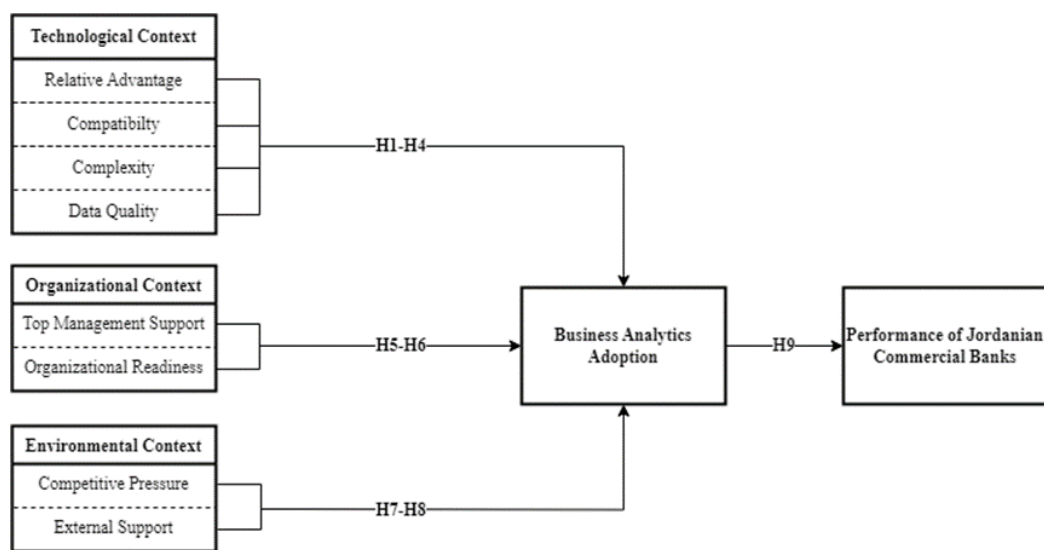 Technological Context
Relative Advantage
Compatibilty
Complexity
Data Quality
H1-H4
Organizational Context
Top Management Support
Organizational Readiness
H5-H6
Business Analytics
Adoption
H9
Performance of Jordanian
Commercial Banks
Environmental Context
Competitive Pressure
External Support
H7-H8